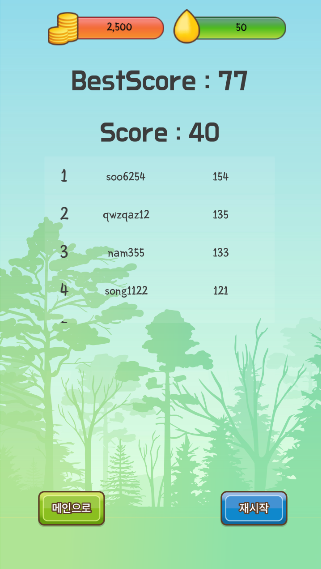 2,500 50
BestScore : 77
Score : 40
1 soo6254 154
2 qwzqaz12 135
3 nam355 133
4 song1122 121
메인으로 재시작